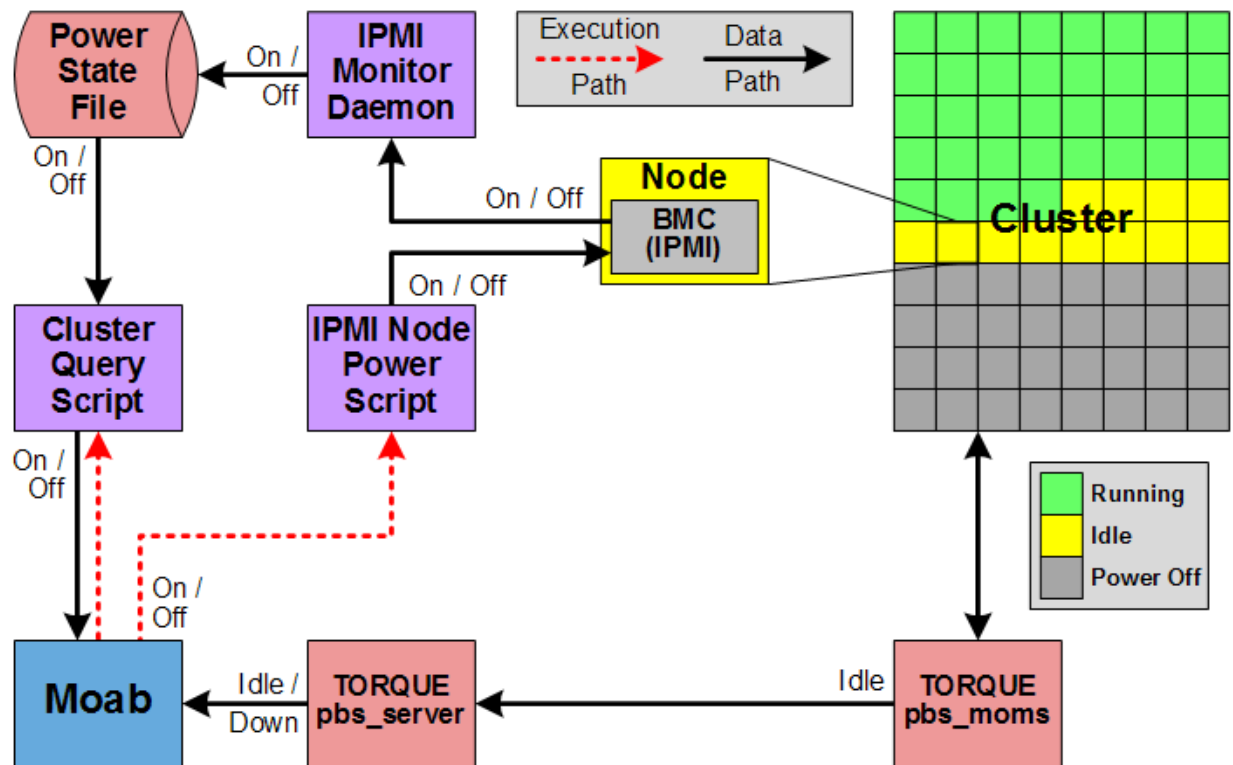 Power
State
File
On /
Off
IPMI
Monitor
Daemon
Execution
Path
Data
Path
On /
Off
On / Off
Node
BMC
(IPMI)
Cluster
On / Off
Cluster
Query
Script
IPMI Node
Power
Script
On /
Off
On /
Off
Running
Idle
Power Off
Moab
Idle /
Down
TORQUE
pbs_server
Idle
TORQUE
pbs_moms